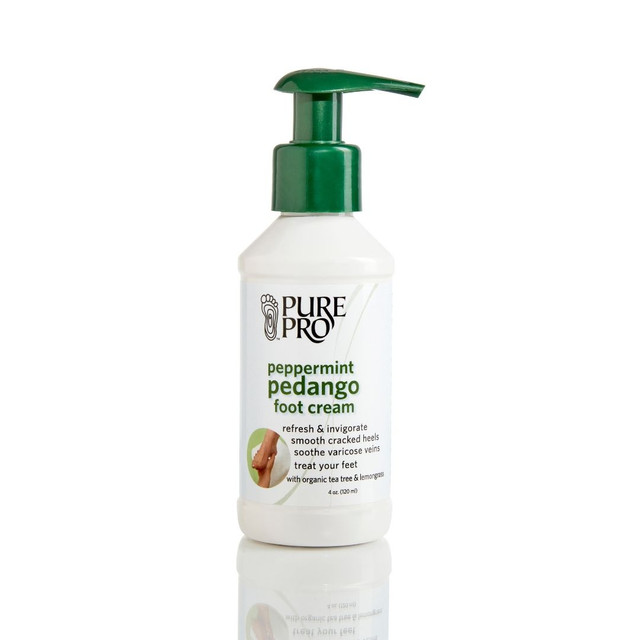 PURE
PRO
peppermint
pedango
foot cream
refresh & invigorate
smooth cracked heels
soothe varicose veins
treat your feet
with organic tea tree & lemongrass
4 oz. (120 ml)